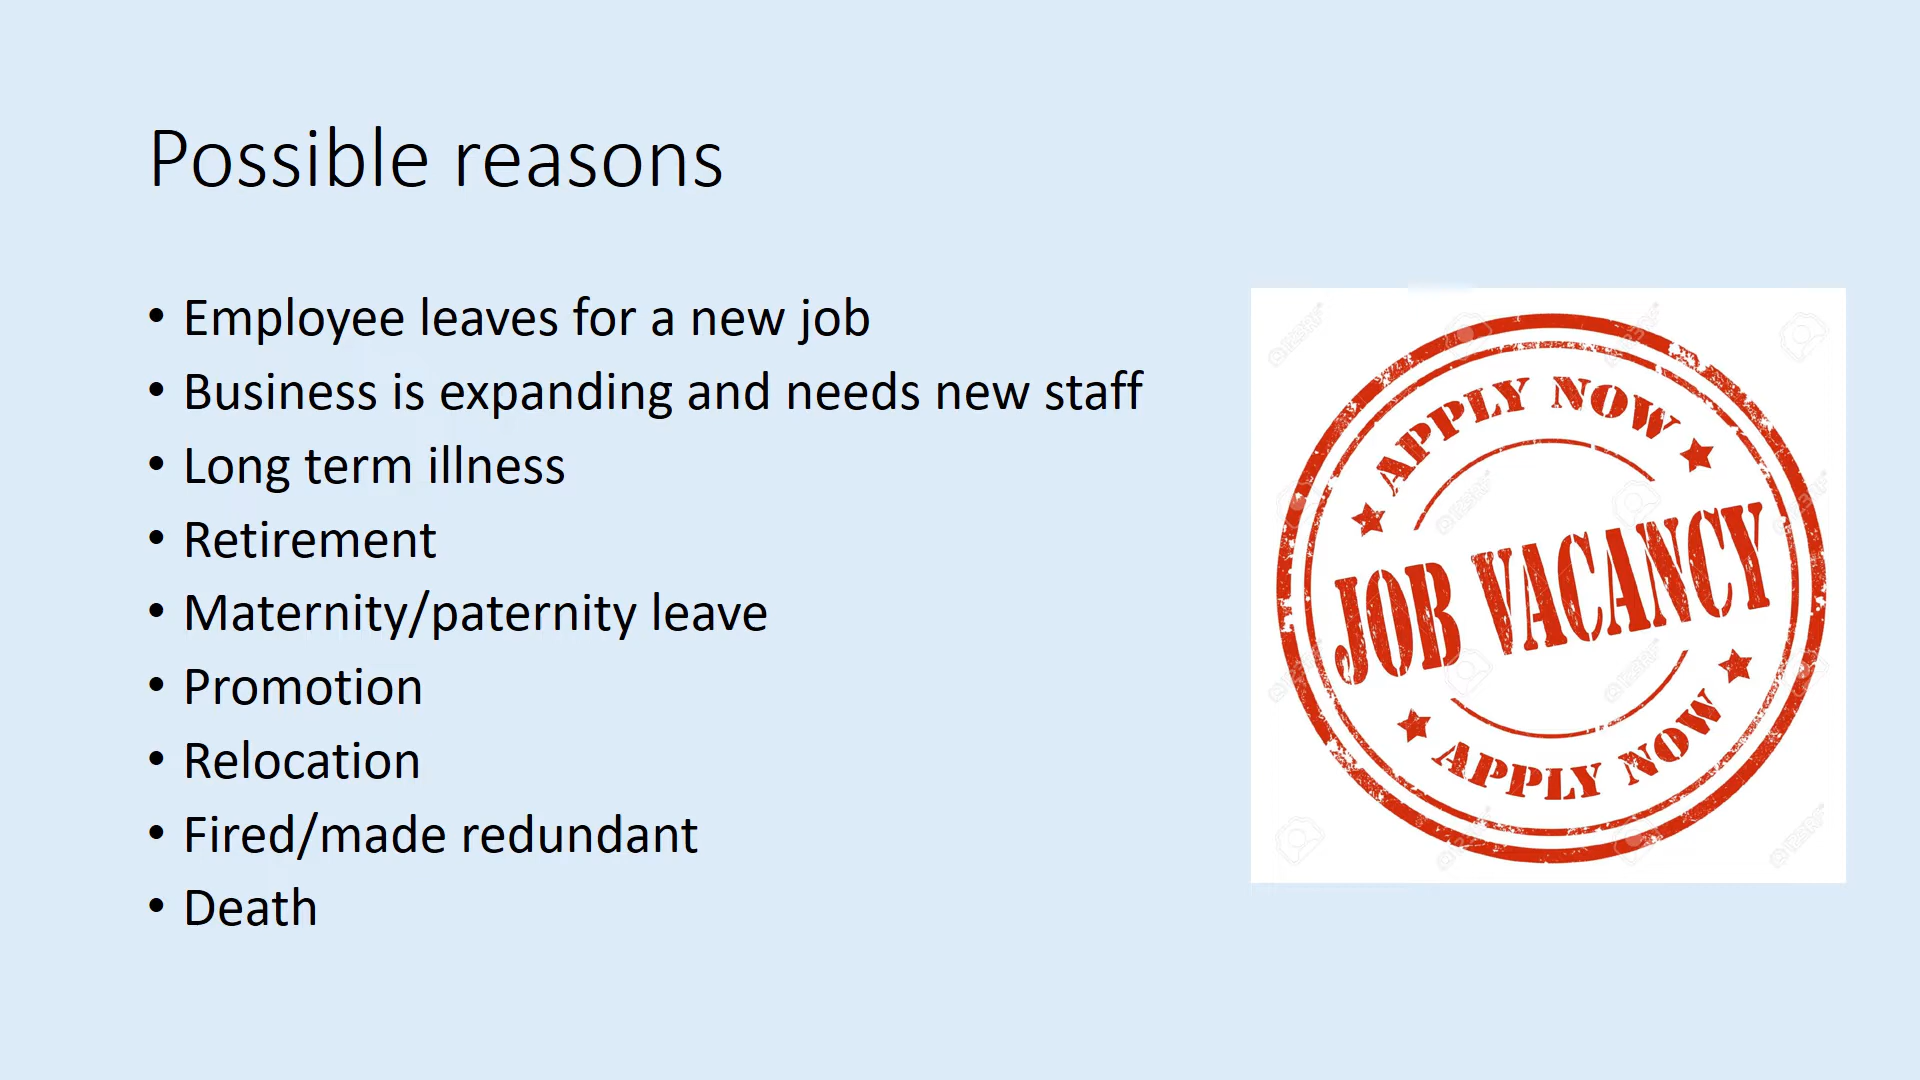 Possible reasons
• Employee leaves for a new job
• Business is expanding and needs new staff
• Long term illness
• Retirement
• Maternity/paternity leave
• Promotion
• Relocation
• Fired/made redundant
• Death
APPLY NOW
JOB VACANCY
APPLY NOW